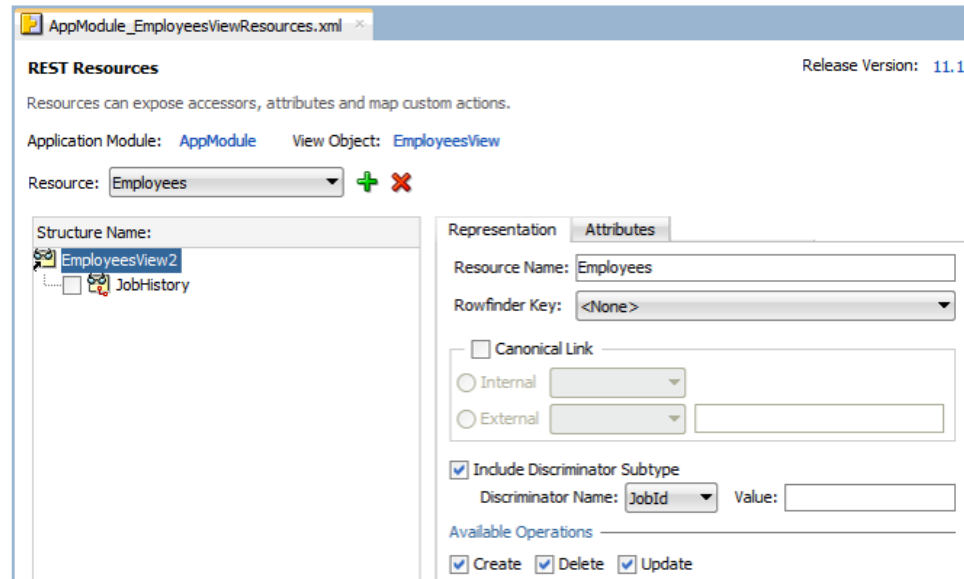 AppModule_EmployeesViewResources.xml
REST Resources
Release Version: 11.1
Resources can expose accessors, attributes and map custom actions.
Application Module: AppModule View Object: EmployeesView
Resource: Employees
Structure Name:
EmployeesView2
JobHistory
Representation Attributes
Resource Name: Employees
Rowfinder Key: <None>
Canonical Link
Internal
External
Include Discriminator Subtype
Discriminator Name: JobId Value:
Available Operations
Create Delete Update